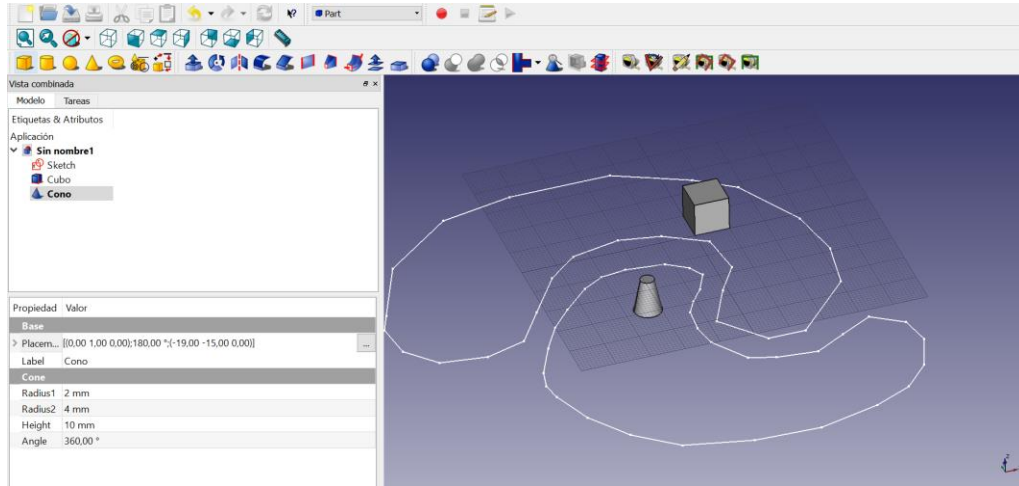 Part
Vista combinada
Modelo Tareas
Etiquetas & Atributos
Aplicación
Sin nombre1
Sketch
Cubo
Cono
Propiedad Valor
Base
Placem... [(0,00 1,00 0,00);180,00 °;(-19,00 -15,00 0,00)] ...
Label Cono
Cone
Radius1 2 mm
Radius2 4 mm
Height 10 mm
Angle 360,00 °
z